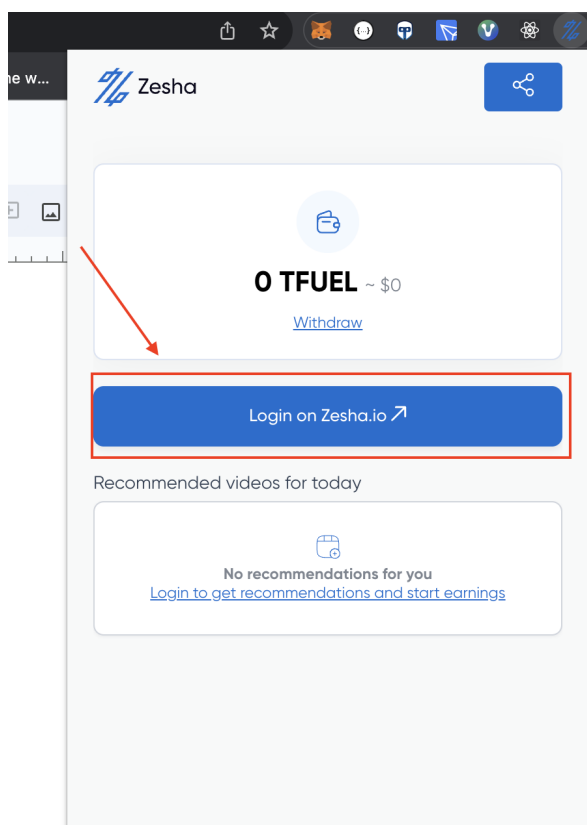 ne w...
Zesha
0 TFUEL ~ $0
Withdraw
Login on Zesha.io
Recommended videos for today
No recommendations for you
Login to get recommendations and start earnings